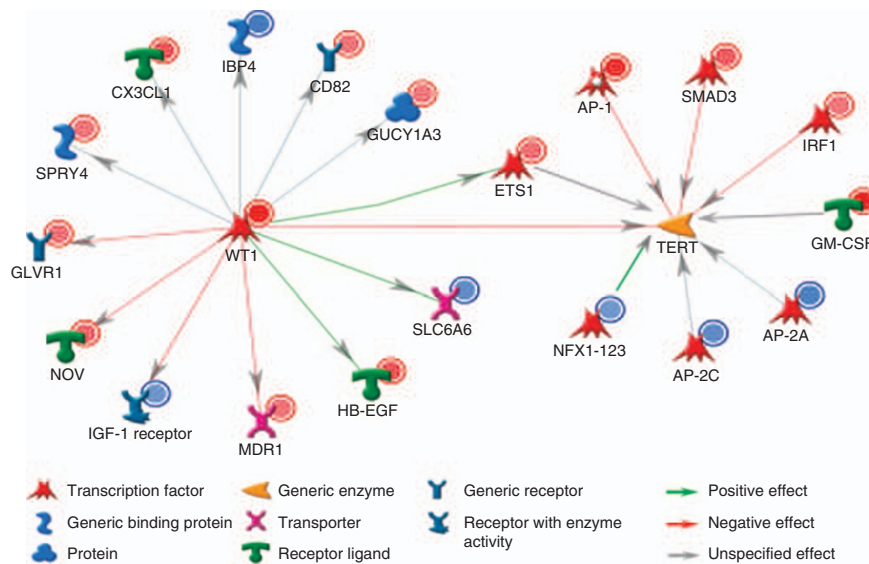 IBP4
CD82
CX3CL1
GUCY1A3
SPRY4
AP-1
SMAD3
IRF1
ETS1
GLVR1
WT1
TERT
GM-CSF
SLC6A6
NFX1-123
AP-2A
AP-2C
NOV
IGF-1 receptor
MDR1
HB-EGF
Transcription factor
Generic enzyme
Generic receptor
Positive effect
Generic binding protein
Transporter
Receptor with enzyme
activity
Negative effect
Protein
Receptor ligand
Unspecified effect